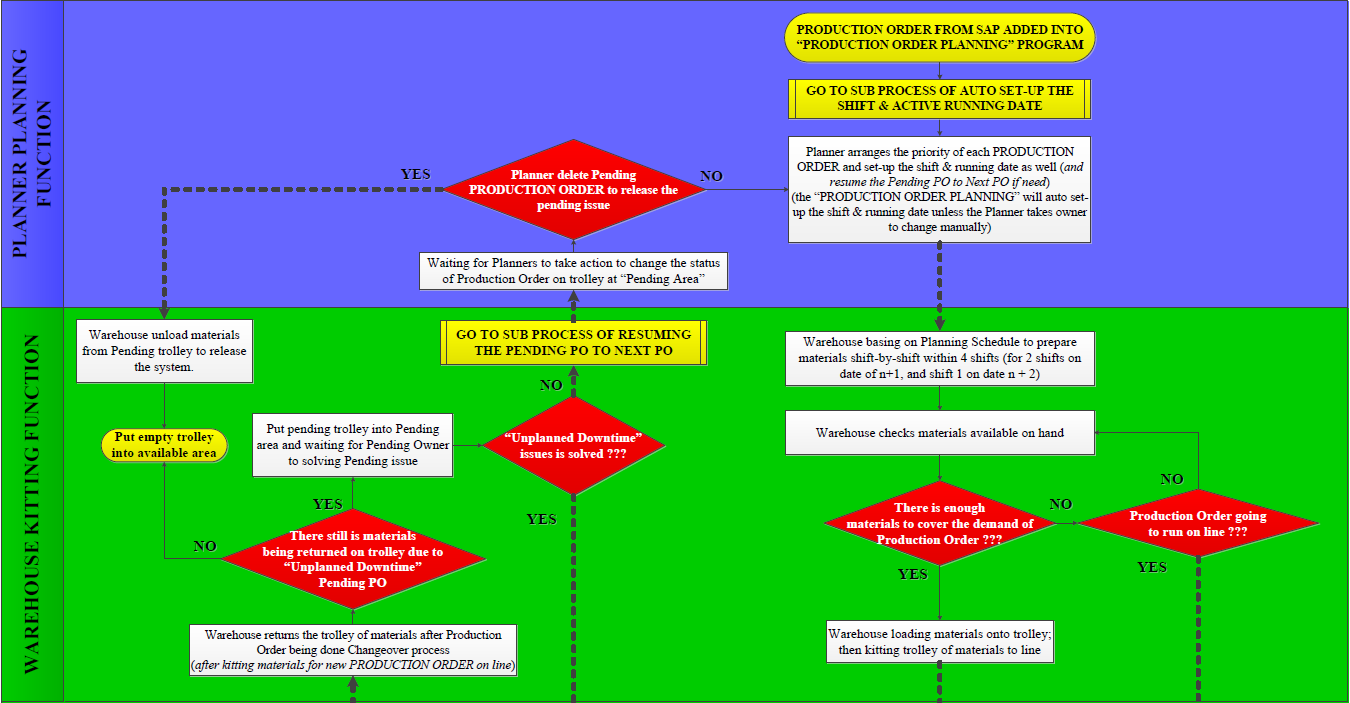 PLANNER PLANNING
FUNCTION
PRODUCTION ORDER FROM SAP ADDED INTO
“PRODUCTION ORDER PLANNING” PROGRAM
GO TO SUB PROCESS OF AUTO SET-UP THE
SHIFT & ACTIVE RUNNING DATE
Planner arranges the priority of each PRODUCTION
ORDER and set-up the shift & running date as well (and
resume the Pending PO to Next PO if need)
(the “PRODUCTION ORDER PLANNING” will auto set-
up the shift & running date unless the Planner takes owner
to change manually)
YES
Planner delete Pending
PRODUCTION ORDER to release the
pending issue
NO
Waiting for Planners to take action to change the status
of Production Order on trolley at “Pending Area”
WAREHOUSE KITTING FUNCTION
Warehouse unload materials
from Pending trolley to release
the system.
GO TO SUB PROCESS OF RESUMING
THE PENDING PO TO NEXT PO
Warehouse basing on Planning Schedule to prepare
materials shift-by-shift within 4 shifts (for 2 shifts on
date of n+1, and shift 1 on date n + 2)
NO
Put empty trolley
into available area
Put pending trolley into Pending
area and waiting for Pending Owner
to solving Pending issue
“Unplanned Downtime”
issues is solved ???
Warehouse checks materials available on hand
YES
YES
NO
There still is materials
being returned on trolley due to
“Unplanned Downtime”
Pending PO
There is enough
materials to cover the demand of
Production Order ???
NO
NO
Production Order going
to run on line ???
YES
YES
Warehouse returns the trolley of materials after Production
Order being done Changeover process
(after kitting materials for new PRODUCTION ORDER on line)
Warehouse loading materials onto trolley;
then kitting trolley of materials to line